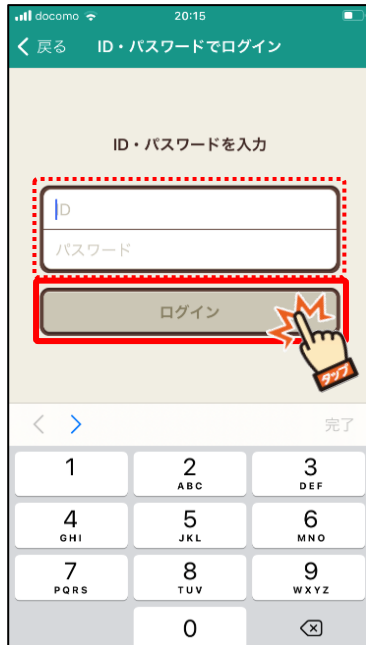 docomo 20:15
戻る ID・パスワードでログイン
ID・パスワードを入力
ID
パスワード
ログイン
タップ
完了
1 2 3
ABC DEF
4 5 6
GHI JKL MNO
7 8 9
PQRS TUV WXYZ
0